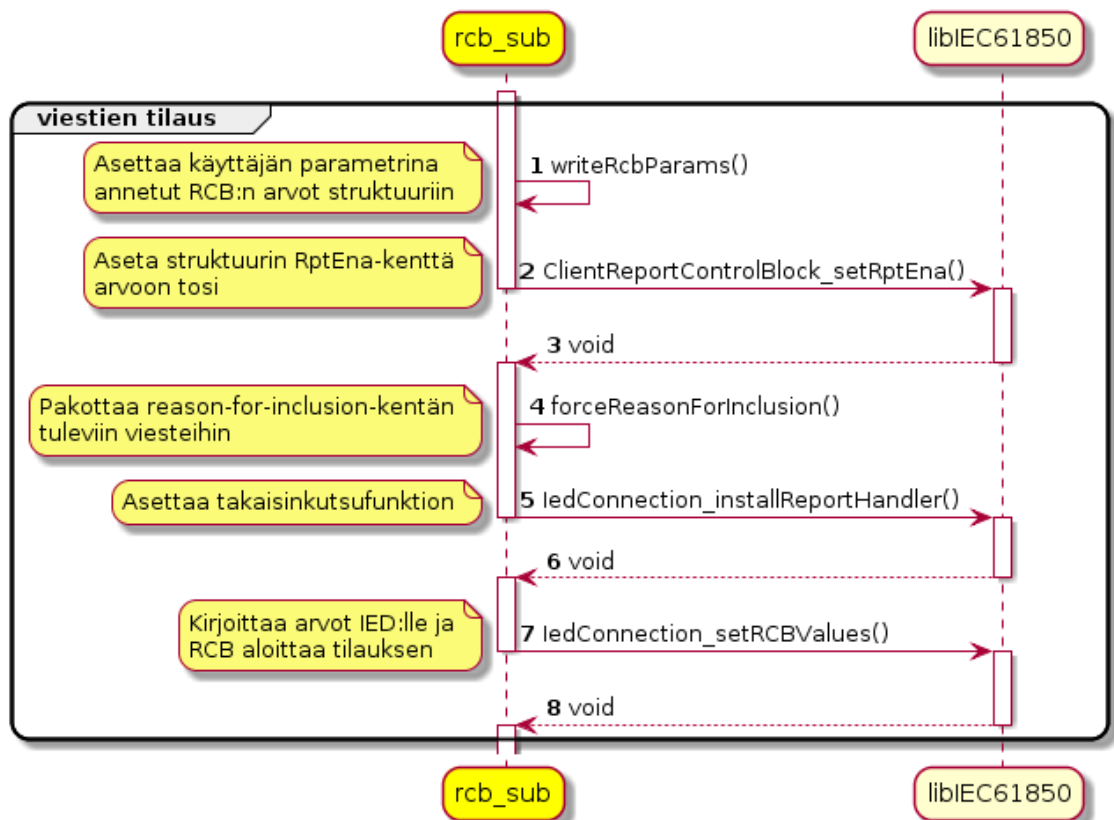 rcb_sub
libIEC61850
viestien tilaus
Asettaa käyttäjän parametrina
annetut RCB:n arvot struktuuriin
1 writeRcbParams()
Aseta struktuurin RptEna-kenttä
arvoon tosi
2 ClientReportControlBlock_setRptEna()
3 void
Pakottaa reason-for-inclusion-kentän
tuleviin viesteihin
4 forceReasonForInclusion()
Asettaa takaisinkutsufunktion
5 IedConnection_installReportHandler()
6 void
Kirjoittaa arvot IED:lle ja
RCB aloittaa tilauksen
7 IedConnection_setRCBValues()
8 void
rcb_sub
libIEC61850